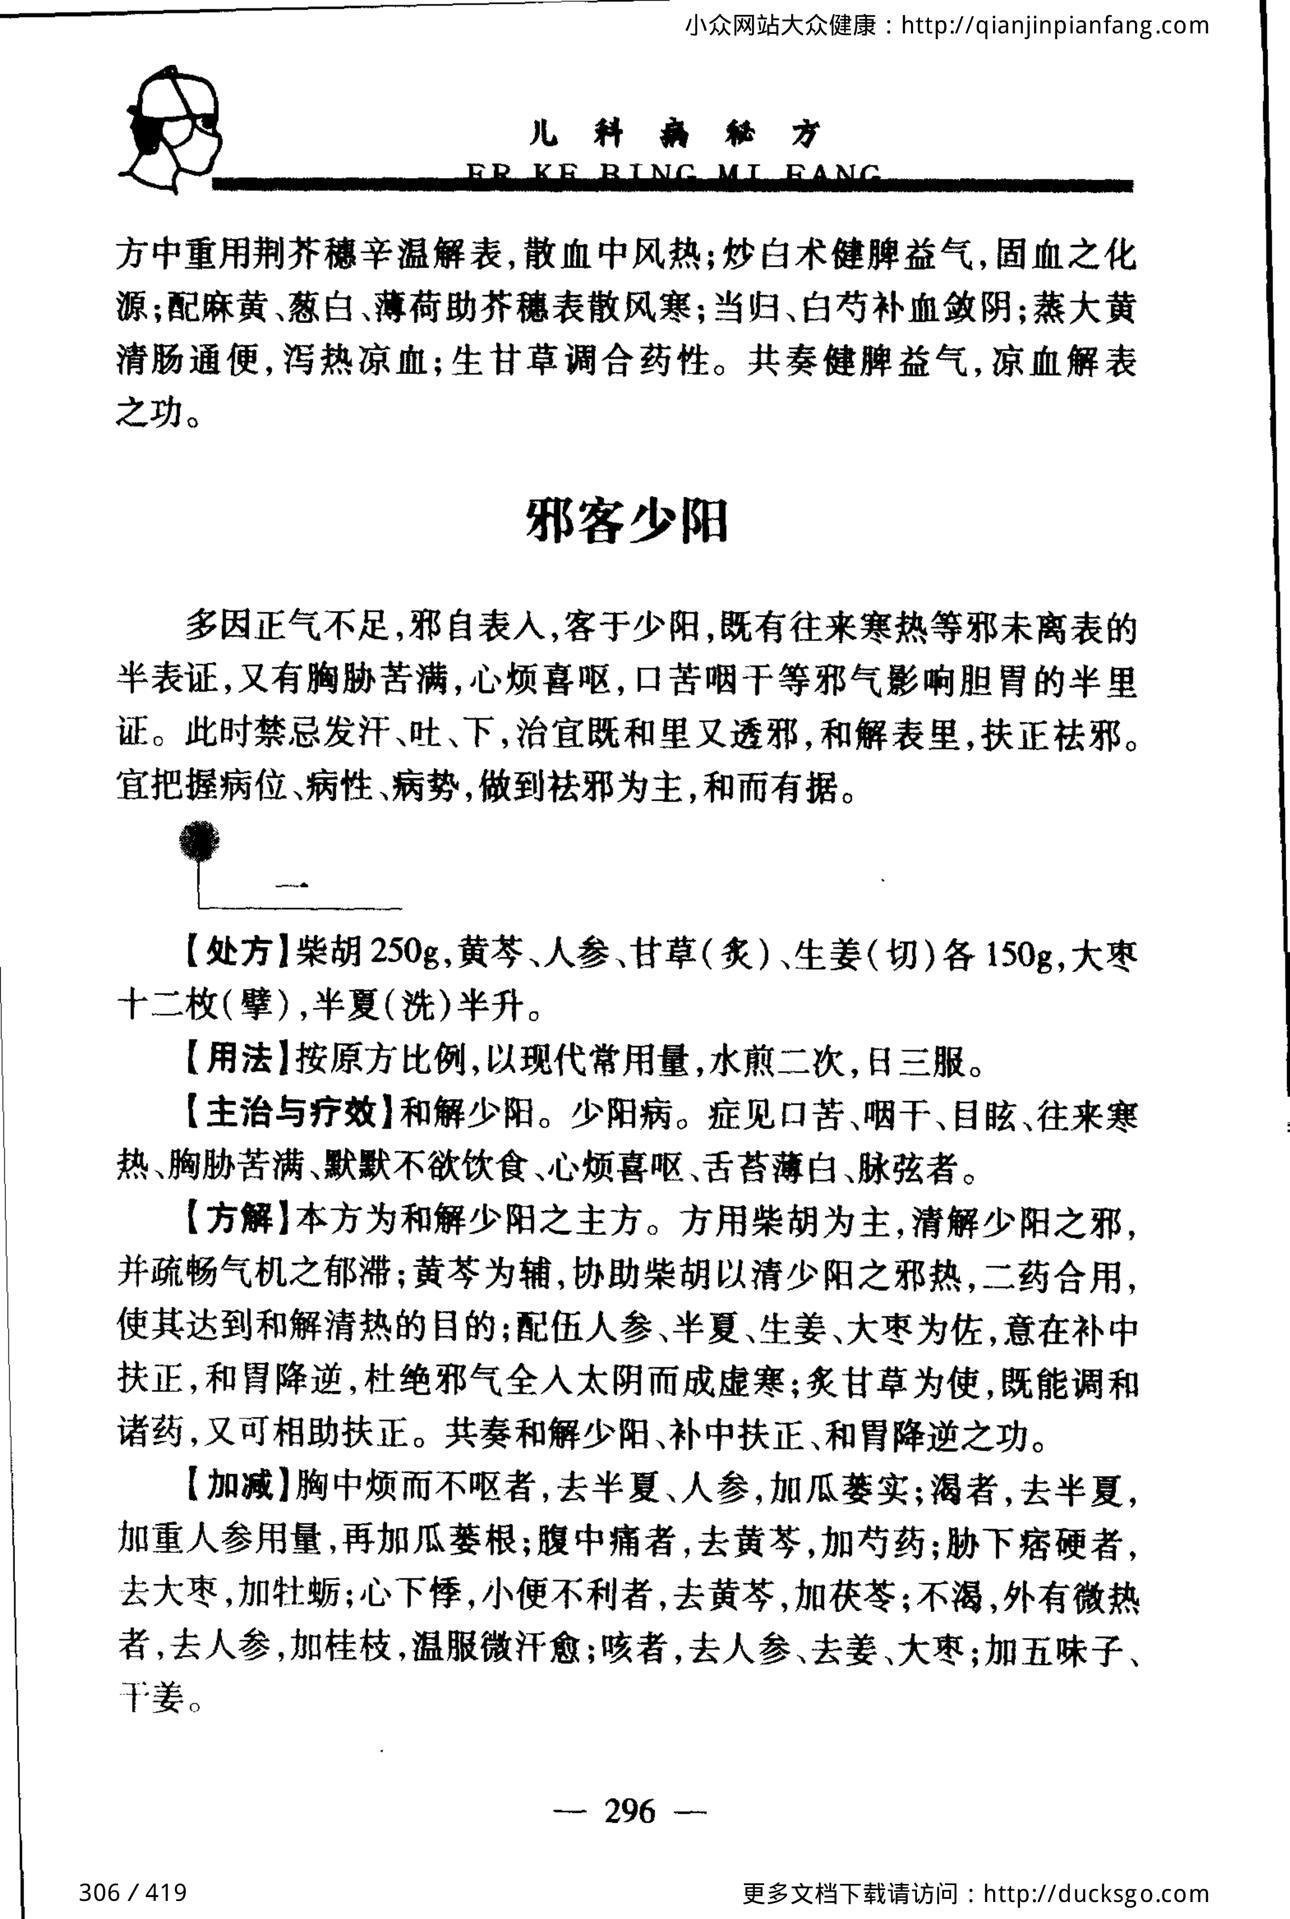 小众网站大众健康：http://qianjinpianfang.com
儿科病秘方
ER KE BING MI FANG
方中重用荆芥穗辛温解表,散血中风热;炒白术健脾益气,固血之化
源;配麻黄、葱白、薄荷助芥穗表散风寒;当归、白芍补血敛阴;蒸大黄
清肠通便,泻热凉血;生甘草调合药性。共奏健脾益气,凉血解表
之功。
邪客少阳
多因正气不足,邪自表入,客于少阳,既有往来寒热等邪未离表的
半表证,又有胸胁苦满,心烦喜呕,口苦咽干等邪气影响胆胃的半里
证。此时禁忌发汗、吐、下,治宜既和里又透邪,和解表里,扶正祛邪。
宜把握病位、病性、病势,做到祛邪为主,和而有据。
一
【处方】柴胡250g,黄芩、人参、甘草(炙)、生姜(切)各150g,大枣
十二枚(擘),半夏(洗)半升。
【用法】按原方比例,以现代常用量,水煎二次,日三服。
【主治与疗效】和解少阳。少阳病。症见口苦、咽干、目眩、往来寒
热、胸胁苦满、默默不欲饮食、心烦喜呕、舌苔薄白、脉弦者。
【方解】本方为和解少阳之主方。方用柴胡为主,清解少阳之邪,
并疏畅气机之郁滞;黄芩为辅,协助柴胡以清少阳之邪热,二药合用,
使其达到和解清热的目的;配伍人参、半夏、生姜、大枣为佐,意在补中
扶正,和胃降逆,杜绝邪气全入太阴而成虚寒;炙甘草为使,既能调和
诸药,又可相助扶正。共奏和解少阳、补中扶正、和胃降逆之功。
【加减】胸中烦而不呕者,去半夏、人参,加瓜蒌实;渴者,去半夏,
加重人参用量,再加瓜蒌根;腹中痛者,去黄芩,加芍药;胁下痞硬者,
去大枣,加牡蛎;心下悸,小便不利者,去黄芩,加茯苓;不渴,外有微热
者,去人参,加桂枝,温服微汗愈;咳者,去人参、去姜、大枣;加五味子、
干姜。
— 296 —
306 / 419
更多文档下载请访问：http://ducksgo.com